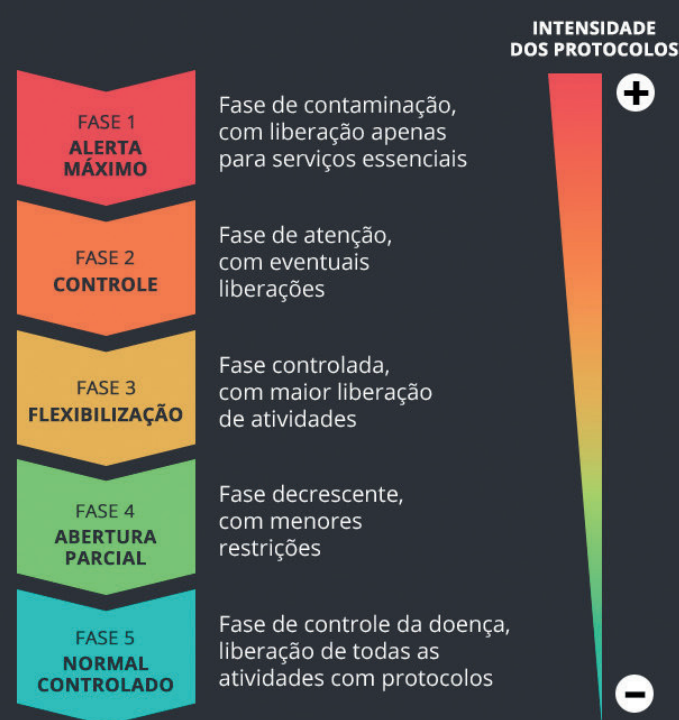 INTENSIDADE
DOS PROTOCOLOS
+
FASE 1
ALERTA
MÁXIMO
Fase de contaminação,
com liberação apenas
para serviços essenciais
FASE 2
CONTROLE
Fase de atenção,
com eventuais
liberações
FASE 3
FLEXIBILIZAÇÃO
Fase controlada,
com maior liberação
de atividades
FASE 4
ABERTURA
PARCIAL
Fase decrescente,
com menores
restrições
FASE 5
NORMAL
CONTROLADO
Fase de controle da doença,
liberação de todas as
atividades com protocolos
-